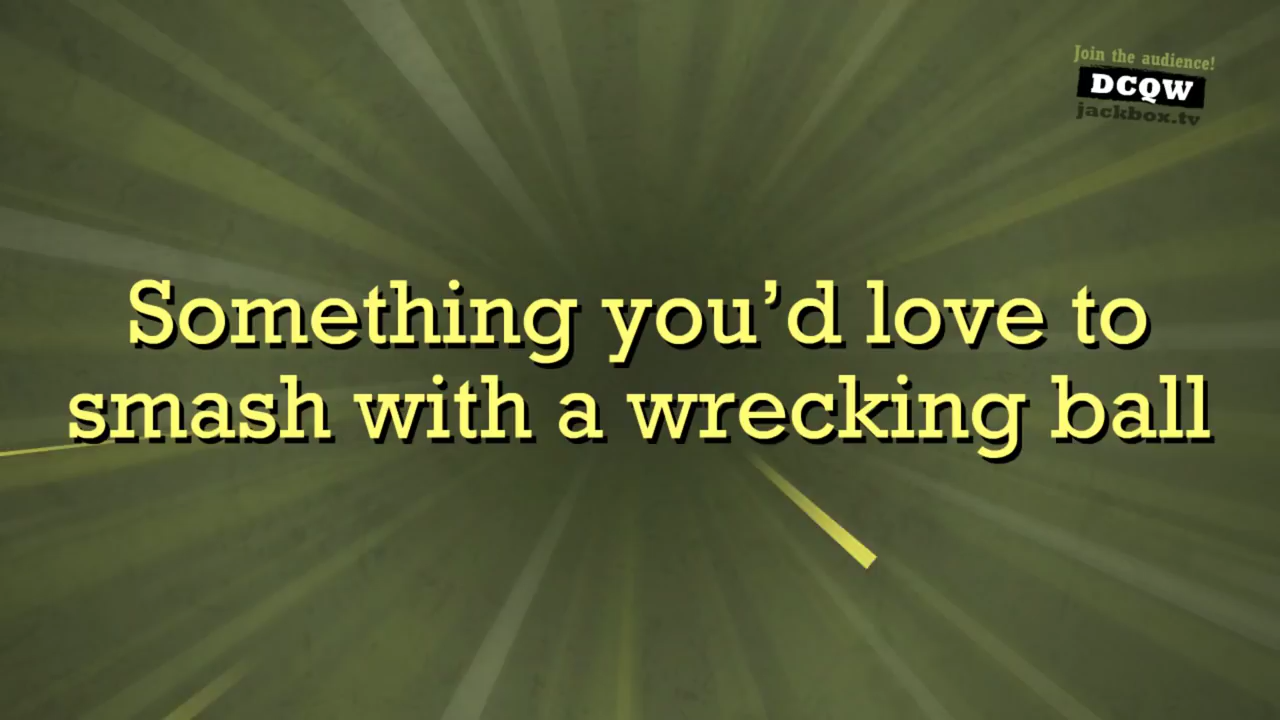 Join the audience!
DCQW
jackbox.tv
Something you’d love to
smash with a wrecking ball